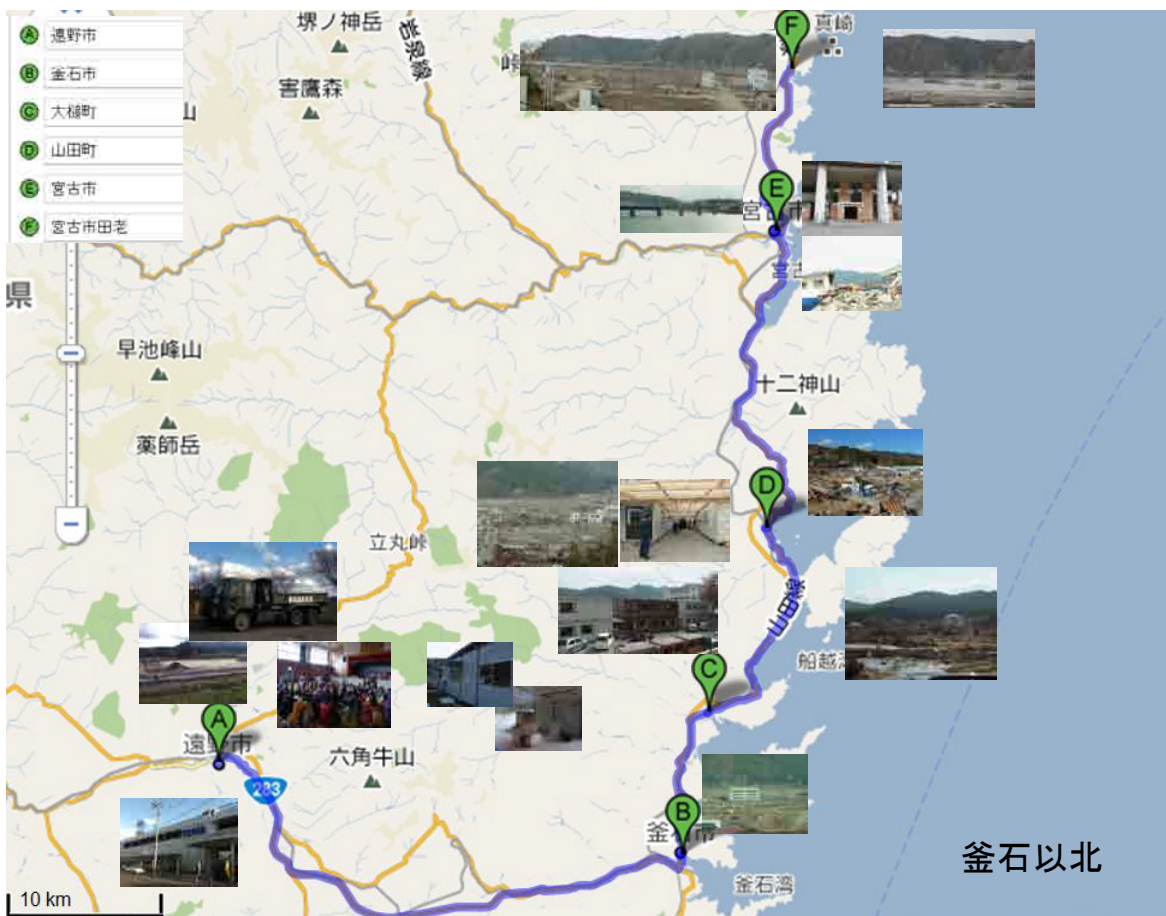 A 遠野市
B 釜石市
C 大槌町
D 山田町
E 宮古市
F 宮古市田老
堺ノ神岳
岩泉線
峠
害鷹森
山
F
真崎
E
宮古市
県
早池峰山
薬師岳
十二神山
D
立丸峠
山田線
船越湾
C
A
遠野市
六角牛山
283
B
釜石市
釜石湾
釜石以北
10 km